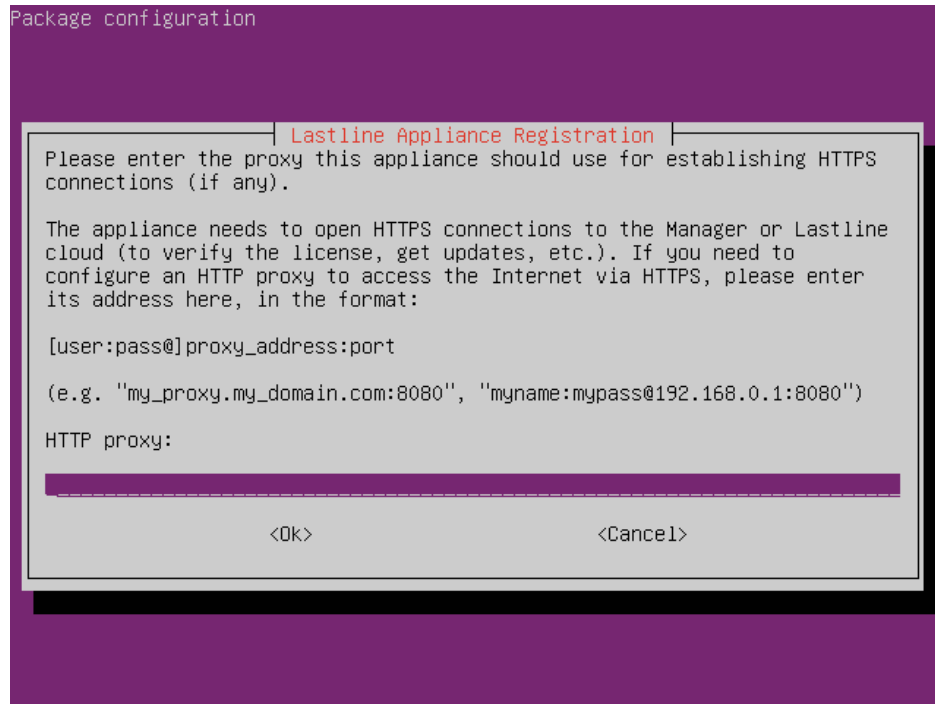 Package configuration
Lastline Appliance Registration
Please enter the proxy this appliance should use for establishing HTTPS
connections (if any).
The appliance needs to open HTTPS connections to the Manager or Lastline
cloud (to verify the license, get updates, etc.). If you need to
configure an HTTP proxy to access the Internet via HTTPS, please enter
its address here, in the format:
[user:pass@]proxy_address:port
(e.g. "my_proxy.my_domain.com:8080", "myname:mypass@192.168.0.1:8080")
HTTP proxy:
<Ok> <Cancel>